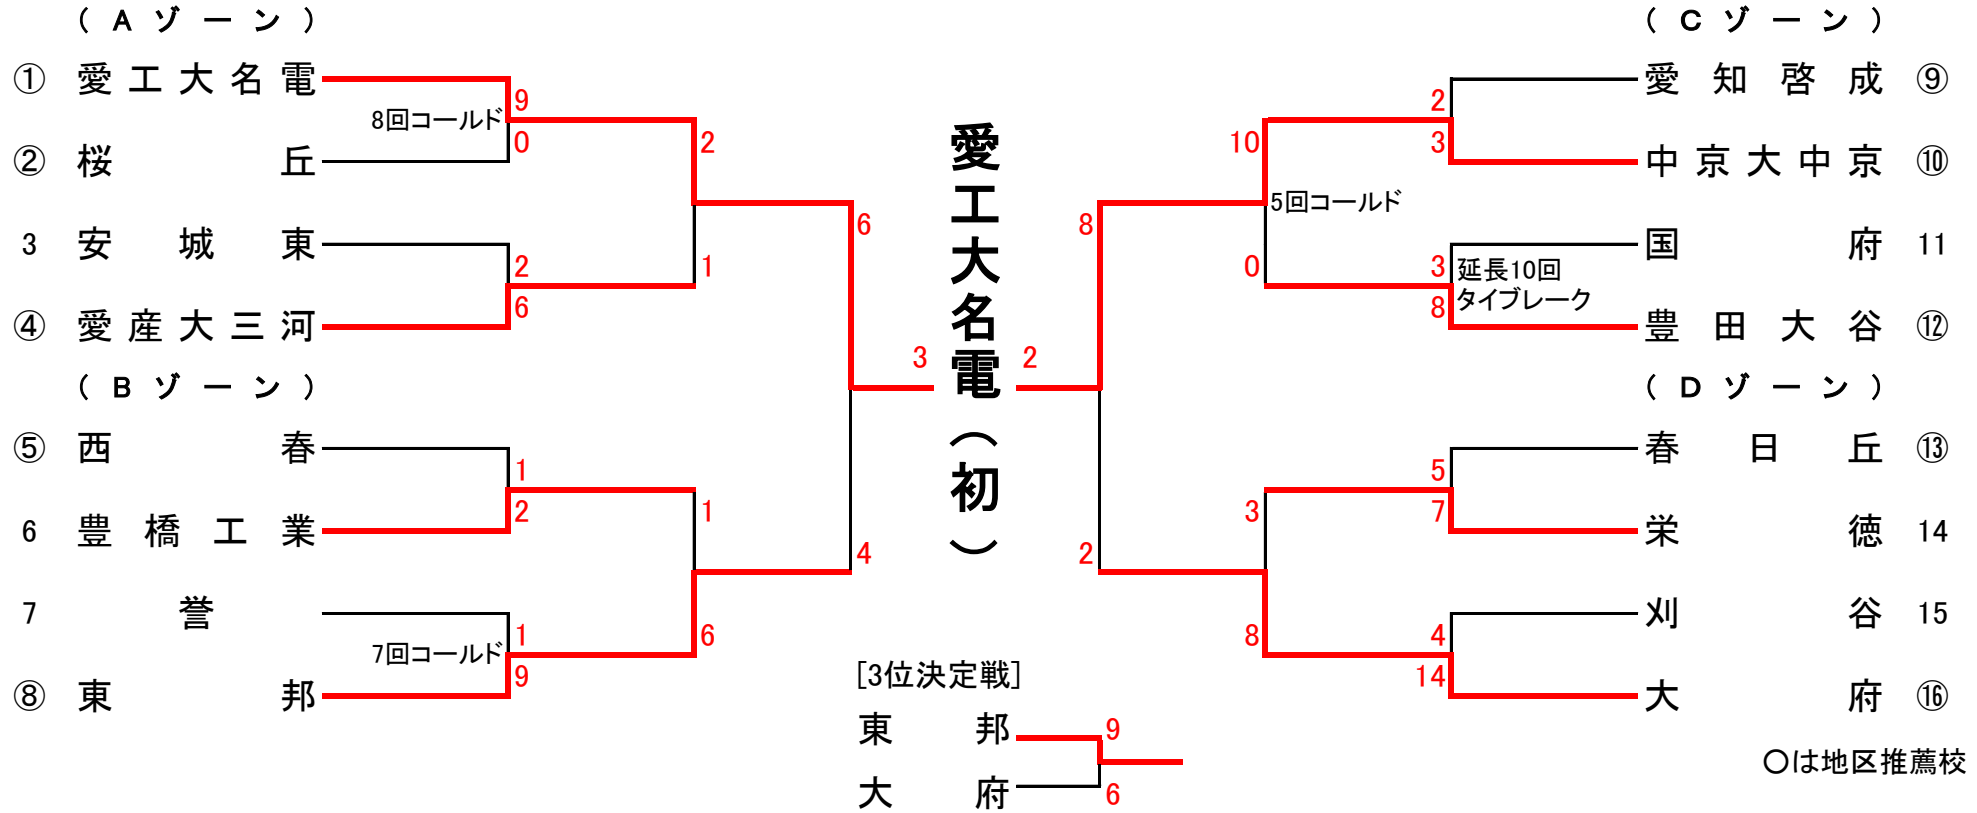 (Aゾーン)
① 愛工大名電
9
8回コールド
0
② 桜丘
2
3 安城東
2
1
6
④ 愛産大三河
6
(Bゾーン)
⑤ 西春
1
2
6 豊橋工業
1
4
7 誉
1
7回コールド
6
9
⑧ 東邦
3
愛工大名電(初)
2
(Cゾーン)
愛知啓成 ⑨
2
3
10
中京大中京 ⑩
5回コールド
8
国府 11
0
3
延長10回
タイブレーク
8
豊田大谷 ⑫
(Dゾーン)
春日丘 ⑬
5
7
3
栄徳 14
2
刈谷 15
8
4
14
大府 ⑯
[3位決定戦]
東邦 9
大府 6
〇は地区推薦校